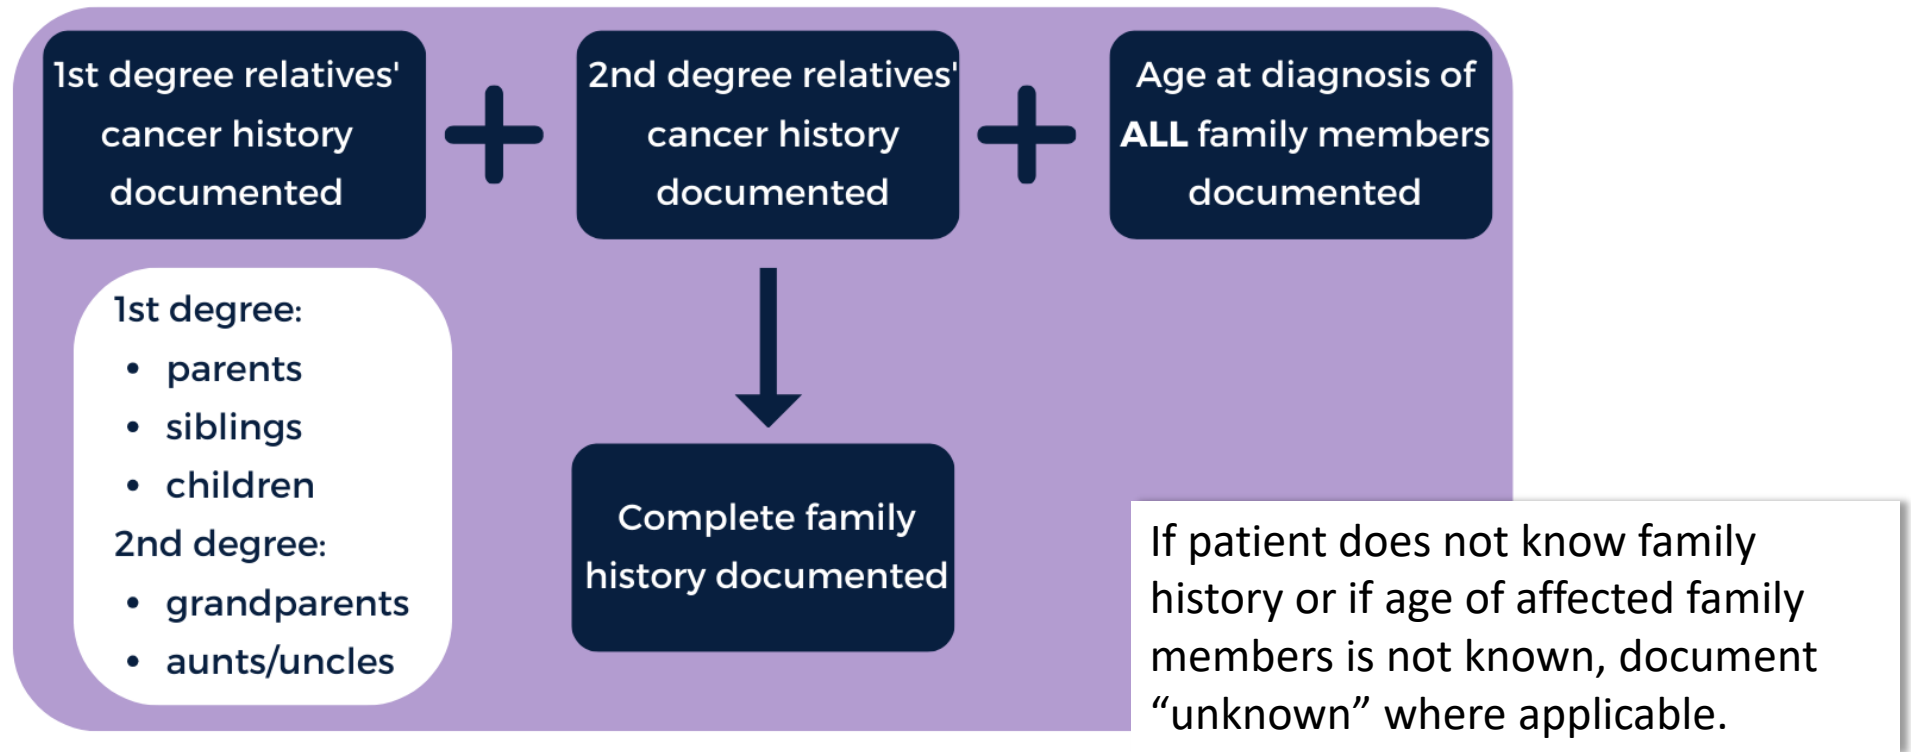 1st degree relatives'
cancer history
documented
2nd degree relatives'
cancer history
documented
Age at diagnosis of
ALL family members
documented
1st degree:
• parents
• siblings
• children
2nd degree:
• grandparents
• aunts/uncles
Complete family
history documented
If patient does not know family
history or if age of affected family
members is not known, document
“unknown” where applicable.